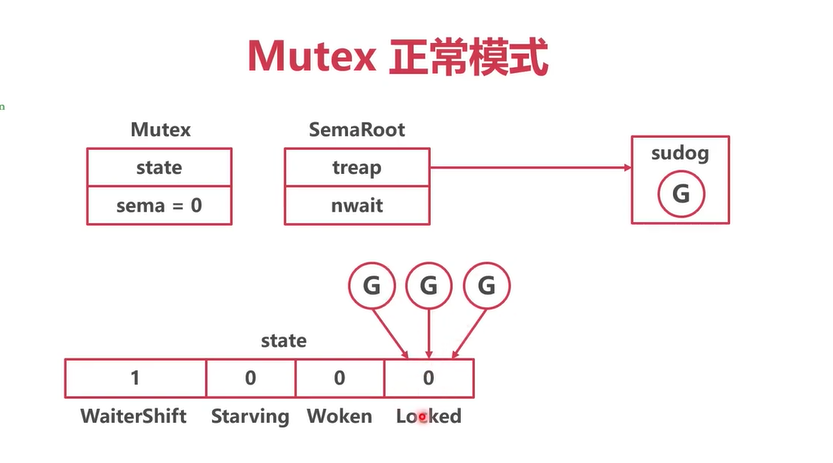 Mutex 正常模式
n
Mutex
SemaRoot
state
treap
sudog
G
sema = 0
nwait
G G G
state
1 0 0 0
WaiterShift Starving Woken Locked